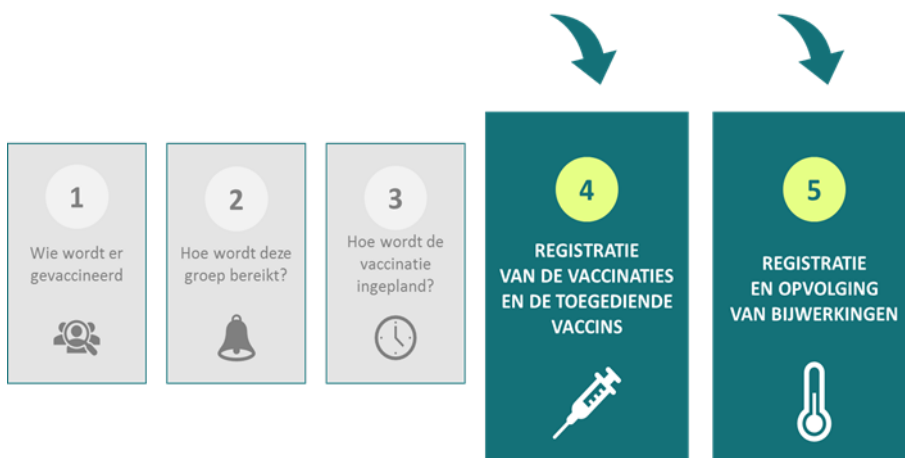 1
Wie wordt er
gevaccineerd
2
Hoe wordt deze
groep bereikt?
3
Hoe wordt de
vaccinatie
ingepland?
4
REGISTRATIE
VAN DE VACCINATIES
EN DE TOEGEDIENDE
VACCINS
5
REGISTRATIE
EN OPVOLGING
VAN BIJWERKINGEN